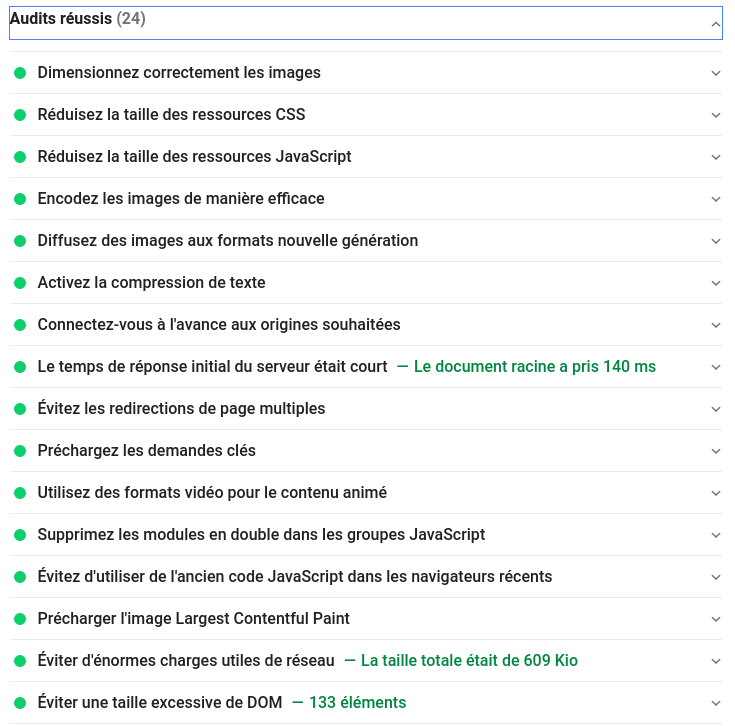 Audits réussis (24)
Dimensionnez correctement les images
Réduisez la taille des ressources CSS
Réduisez la taille des ressources JavaScript
Encodez les images de manière efficace
Diffusez des images aux formats nouvelle génération
Activez la compression de texte
Connectez-vous à l'avance aux origines souhaitées
Le temps de réponse initial du serveur était court — Le document racine a pris 140 ms
Évitez les redirections de page multiples
Préchargez les demandes clés
Utilisez des formats vidéo pour le contenu animé
Supprimez les modules en double dans les groupes JavaScript
Évitez d'utiliser de l'ancien code JavaScript dans les navigateurs récents
Précharger l'image Largest Contentful Paint
Éviter d'énormes charges utiles de réseau — La taille totale était de 609 Kio
Éviter une taille excessive de DOM — 133 éléments